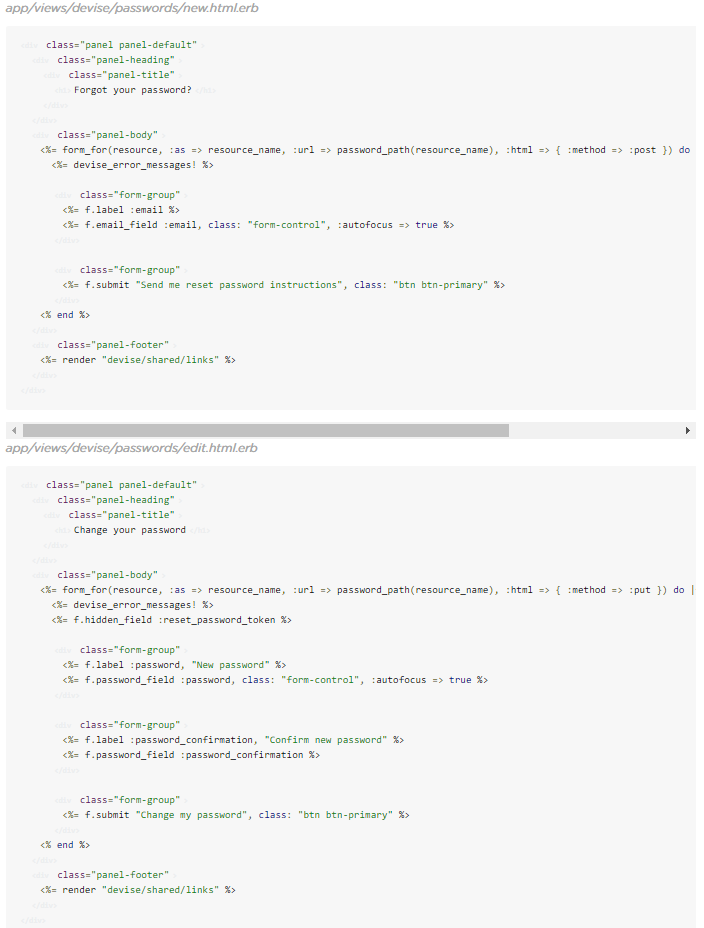 app/views/devise/passwords/new.html.erb
<div class="panel panel-default">
<div class="panel-heading">
<div class="panel-title">
Forgot your password?
</div>
</div>
<div class="panel-body">
<%= form_for(resource, :as => resource_name, :url => password_path(resource_name), :html => { :method => :post }) do
<%= devise_error_messages! %>
<div class="form-group">
<%= f.label :email %>
<%= f.email_field :email, class: "form-control", :autofocus => true %>
</div>
<div class="form-group">
<%= f.submit "Send me reset password instructions", class: "btn btn-primary" %>
</div>
<% end %>
</div>
<div class="panel-footer">
<%= render "devise/shared/links" %>
</div>
</div>
app/views/devise/passwords/edit.html.erb
<div class="panel panel-default">
<div class="panel-heading">
<div class="panel-title">
Change your password
</div>
</div>
<div class="panel-body">
<%= form_for(resource, :as => resource_name, :url => password_path(resource_name), :html => { :method => :put }) do |
<%= devise_error_messages! %>
<%= f.hidden_field :reset_password_token %>
<div class="form-group">
<%= f.label :password, "New password" %>
<%= f.password_field :password, class: "form-control", :autofocus => true %>
</div>
<div class="form-group">
<%= f.label :password_confirmation, "Confirm new password" %>
<%= f.password_field :password_confirmation %>
</div>
<div class="form-group">
<%= f.submit "Change my password", class: "btn btn-primary" %>
</div>
<% end %>
</div>
<div class="panel-footer">
<%= render "devise/shared/links" %>
</div>
</div>